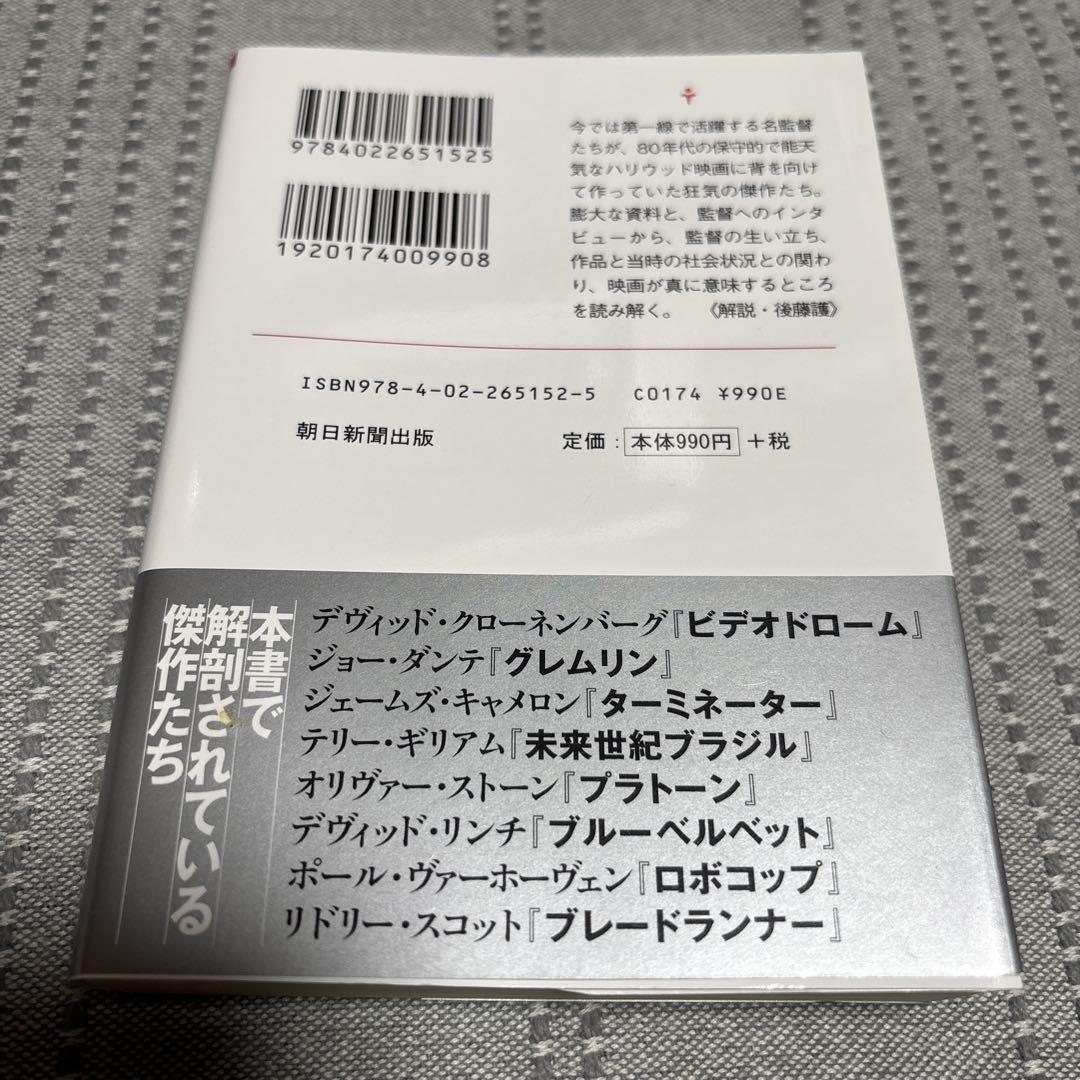 9784022651525
1920174009908
今では第一線で活躍する名監督
たちが、80年代の保守的で能天
気なハリウッド映画に背を向け
て作っていた狂気の傑作たち。
膨大な資料と、監督へのインタ
ビューから、監督の生い立ち、
作品と当時の社会状況との関わ
り、映画が真に意味するところ
を読み解く。 《解説・後藤護》
ISBN978-4-02-265152-5 C0174 ¥990E
朝日新聞出版 定価：本体990円＋税
本書で
解剖されている
傑作たち
デヴィッド・クローネンバーグ『ビデオドローム』
ジョー・ダンテ『グレムリン』
ジェームズ・キャメロン『ターミネーター』
テリー・ギリアム『未来世紀ブラジル』
オリヴァー・ストーン『プラトーン』
デヴィッド・リンチ『ブルーベルベット』
ポール・ヴァーホーヴェン『ロボコップ』
リドリー・スコット『ブレードランナー』